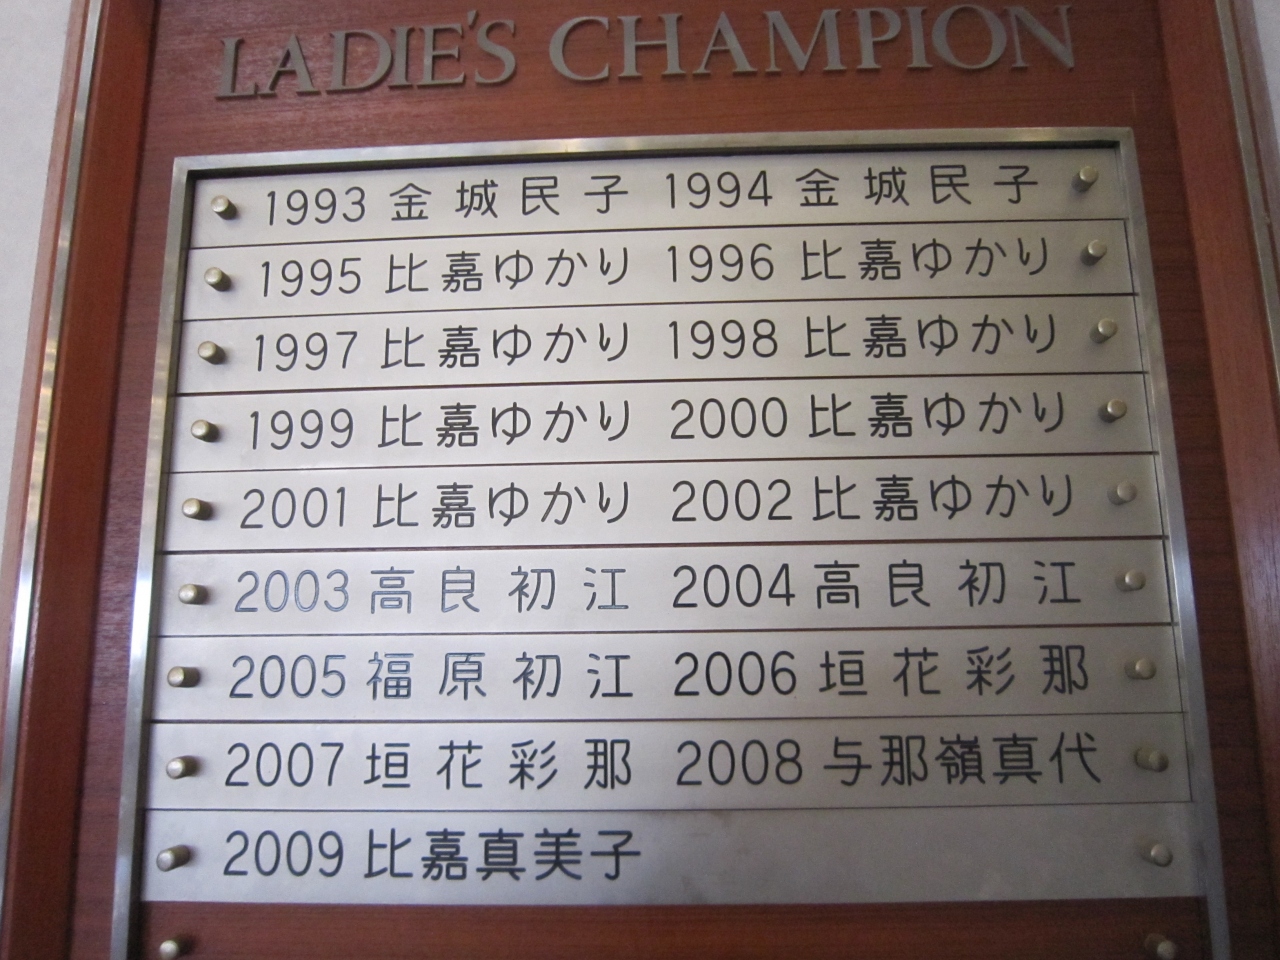 LADIE'S CHAMPION
1993 金城民子 1994 金城民子
1995 比嘉ゆかり 1996 比嘉ゆかり
1997 比嘉ゆかり 1998 比嘉ゆかり
1999 比嘉ゆかり 2000 比嘉ゆかり
2001 比嘉ゆかり 2002 比嘉ゆかり
2003 高良初江 2004 高良初江
2005 福原初江 2006 垣花彩那
2007 垣花彩那 2008 与那嶺真代
2009 比嘉真美子